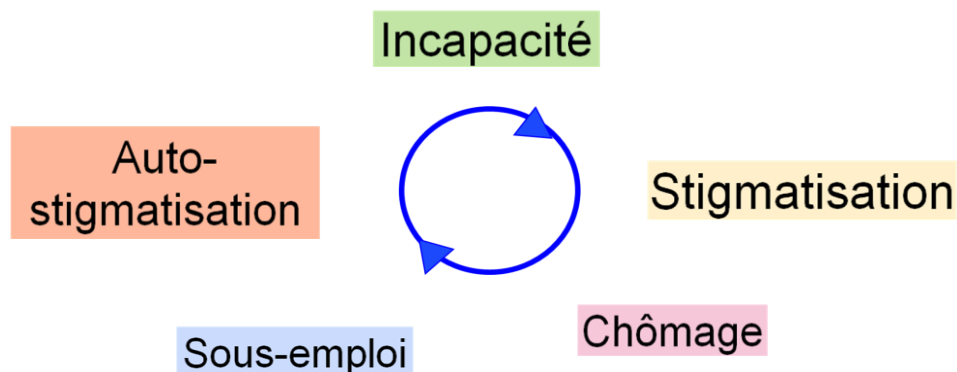 Incapacité
Auto-
stigmatisation
Stigmatisation
Chômage
Sous-emploi